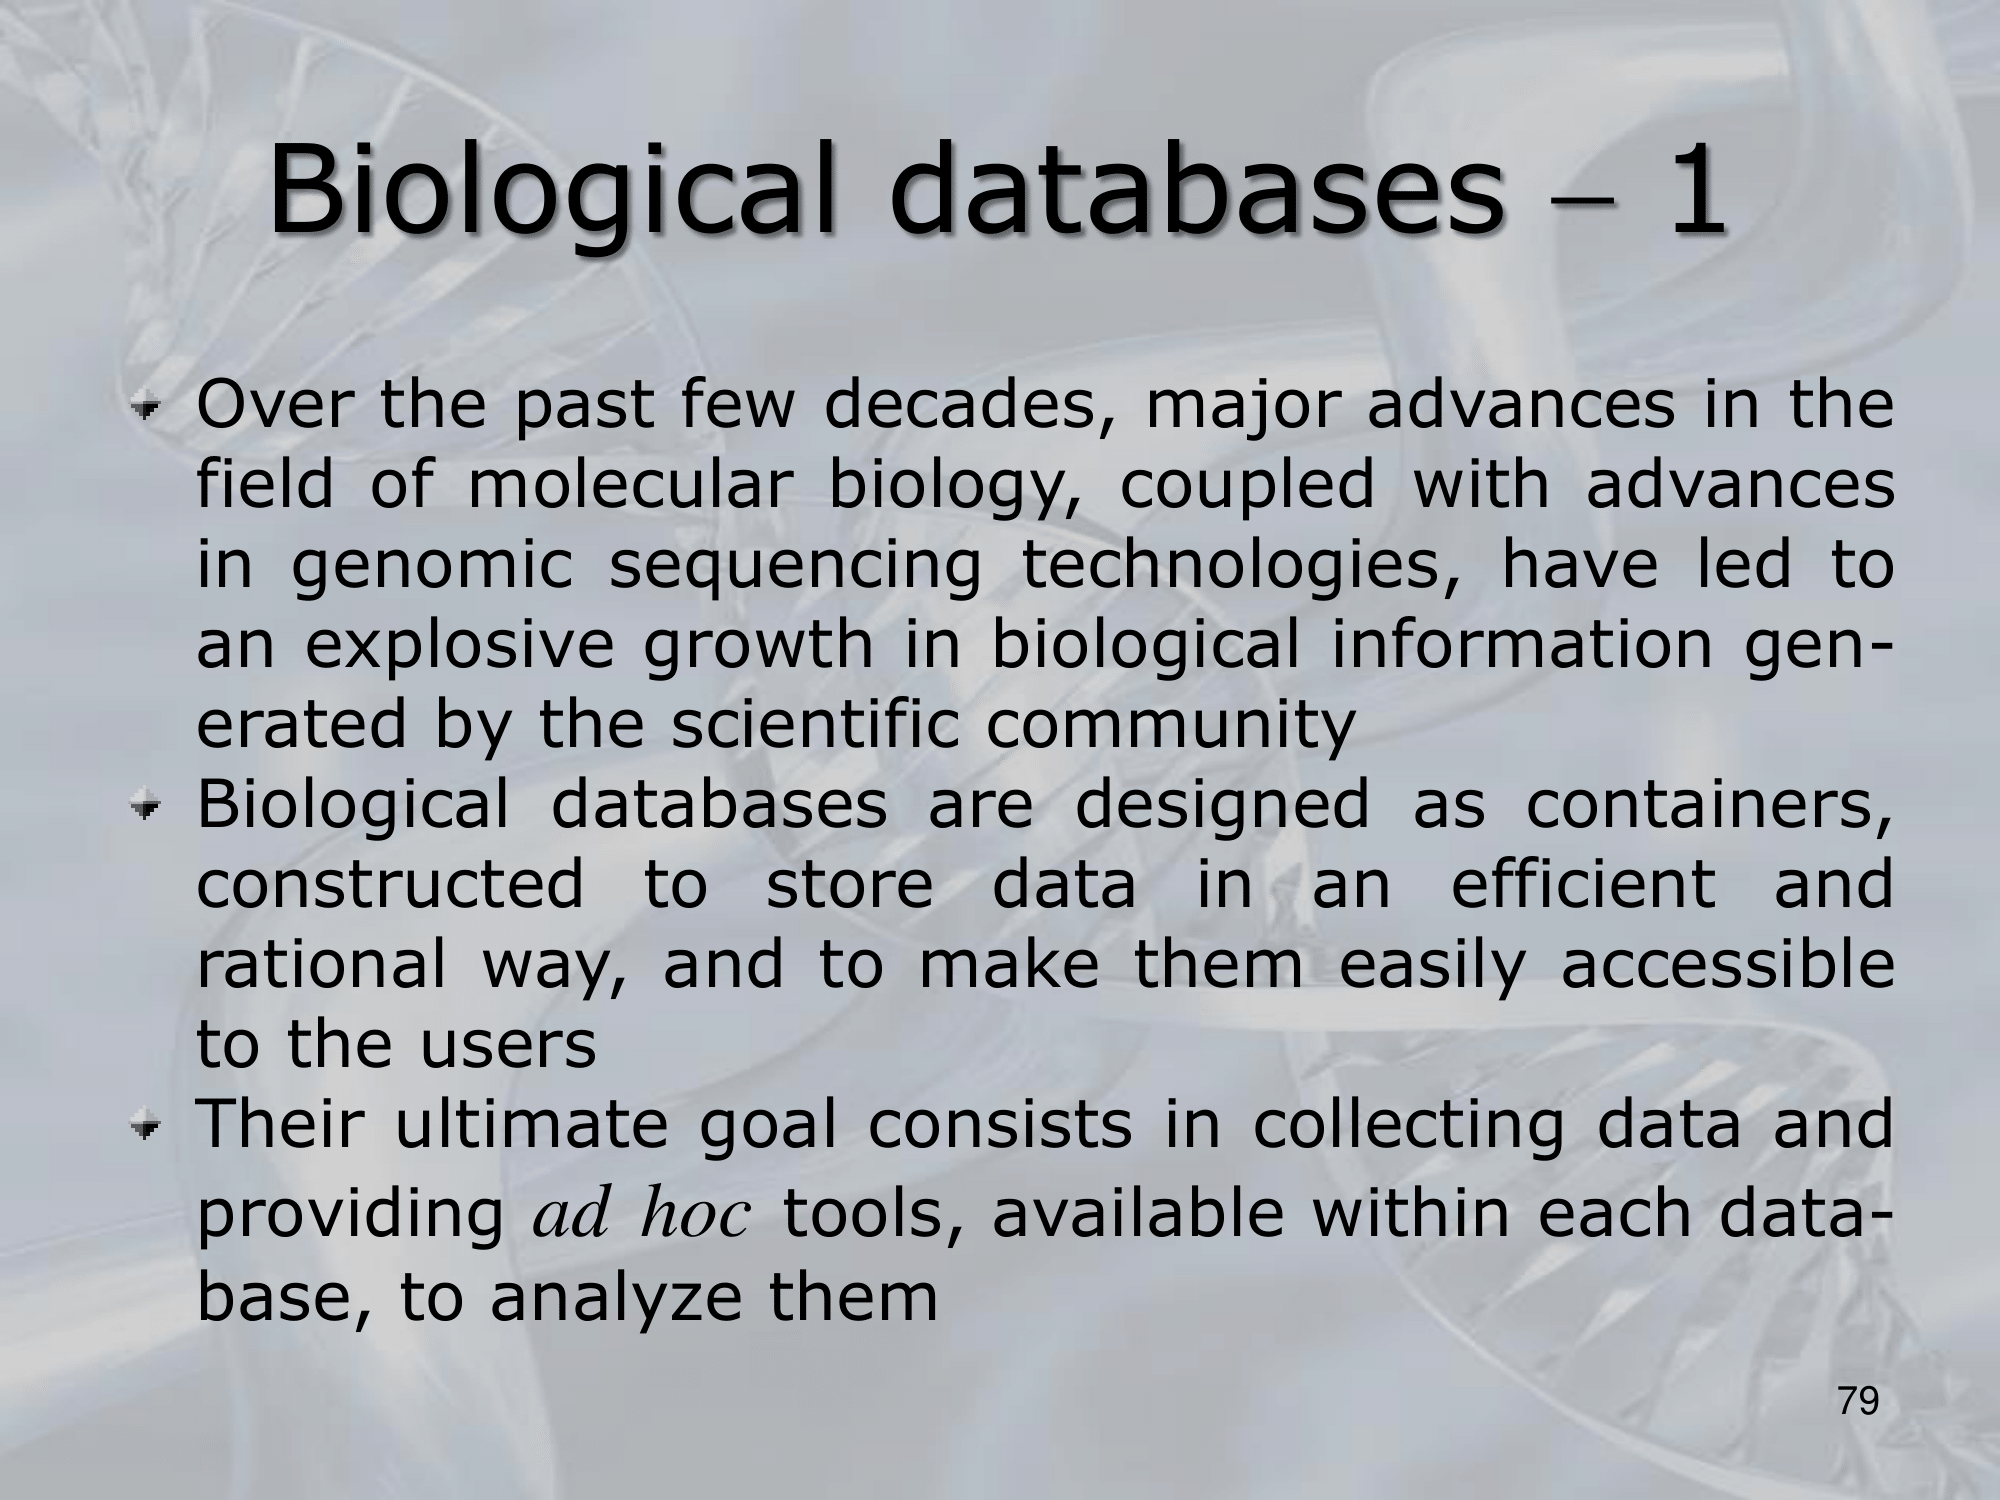 Biological databases – 1
Over the past few decades, major advances in the
field of molecular biology, coupled with advances
in genomic sequencing technologies, have led to
an explosive growth in biological information gen-
erated by the scientific community
Biological databases are designed as containers,
constructed to store data in an efficient and
rational way, and to make them easily accessible
to the users
Their ultimate goal consists in collecting data and
providing ad hoc tools, available within each data-
base, to analyze them
79